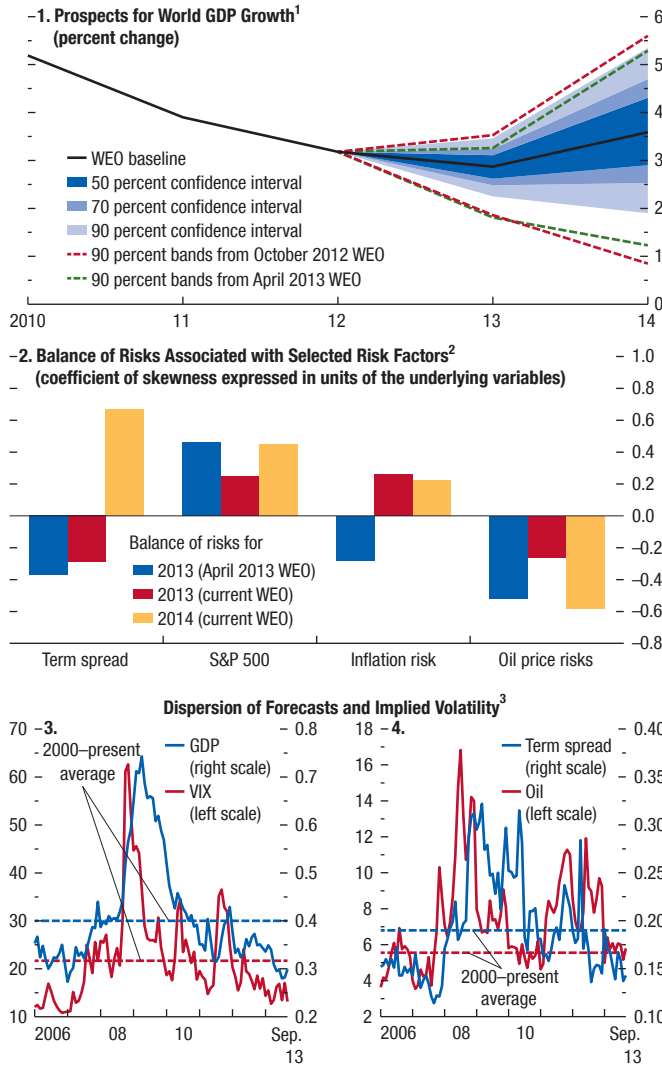 1. Prospects for World GDP Growth¹
(percent change)
6
5
4
3
2
1
0
WEO baseline
50 percent confidence interval
70 percent confidence interval
90 percent confidence interval
90 percent bands from October 2012 WEO
90 percent bands from April 2013 WEO
2010 11 12 13 14
2. Balance of Risks Associated with Selected Risk Factors²
(coefficient of skewness expressed in units of the underlying variables)
1.0
0.8
0.6
0.4
0.2
0.0
–0.2
–0.4
–0.6
–0.8
Balance of risks for
2013 (April 2013 WEO)
2013 (current WEO)
2014 (current WEO)
Term spread S&P 500 Inflation risk Oil price risks
Dispersion of Forecasts and Implied Volatility³
3.
70
60
50
40
30
20
10
2000–present
average
GDP
(right scale)
VIX
(left scale)
0.8
0.7
0.6
0.5
0.4
0.3
0.2
2006 08 10 Sep.
13
4.
18
16
14
12
10
8
6
4
2
Term spread
(right scale)
Oil
(left scale)
2000–present
average
0.40
0.35
0.30
0.25
0.20
0.15
0.10
2006 08 10 Sep.
13